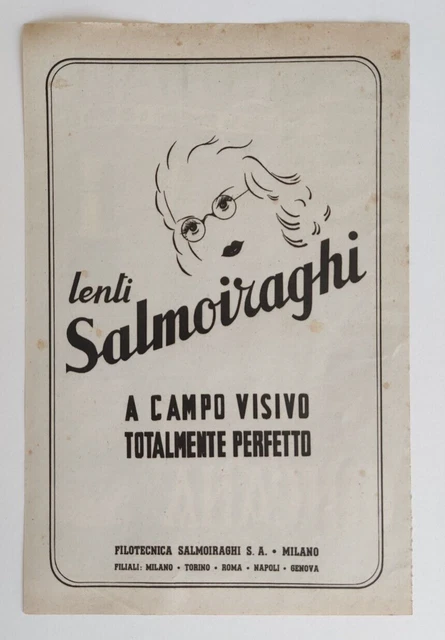 lenti
Salmoiraghi
A CAMPO VISIVO
TOTALMENTE PERFETTO
FILOTECNICA SALMOIRAGHI S. A. • MILANO
FILIALI: MILANO • TORINO • ROMA • NAPOLI • GENOVA